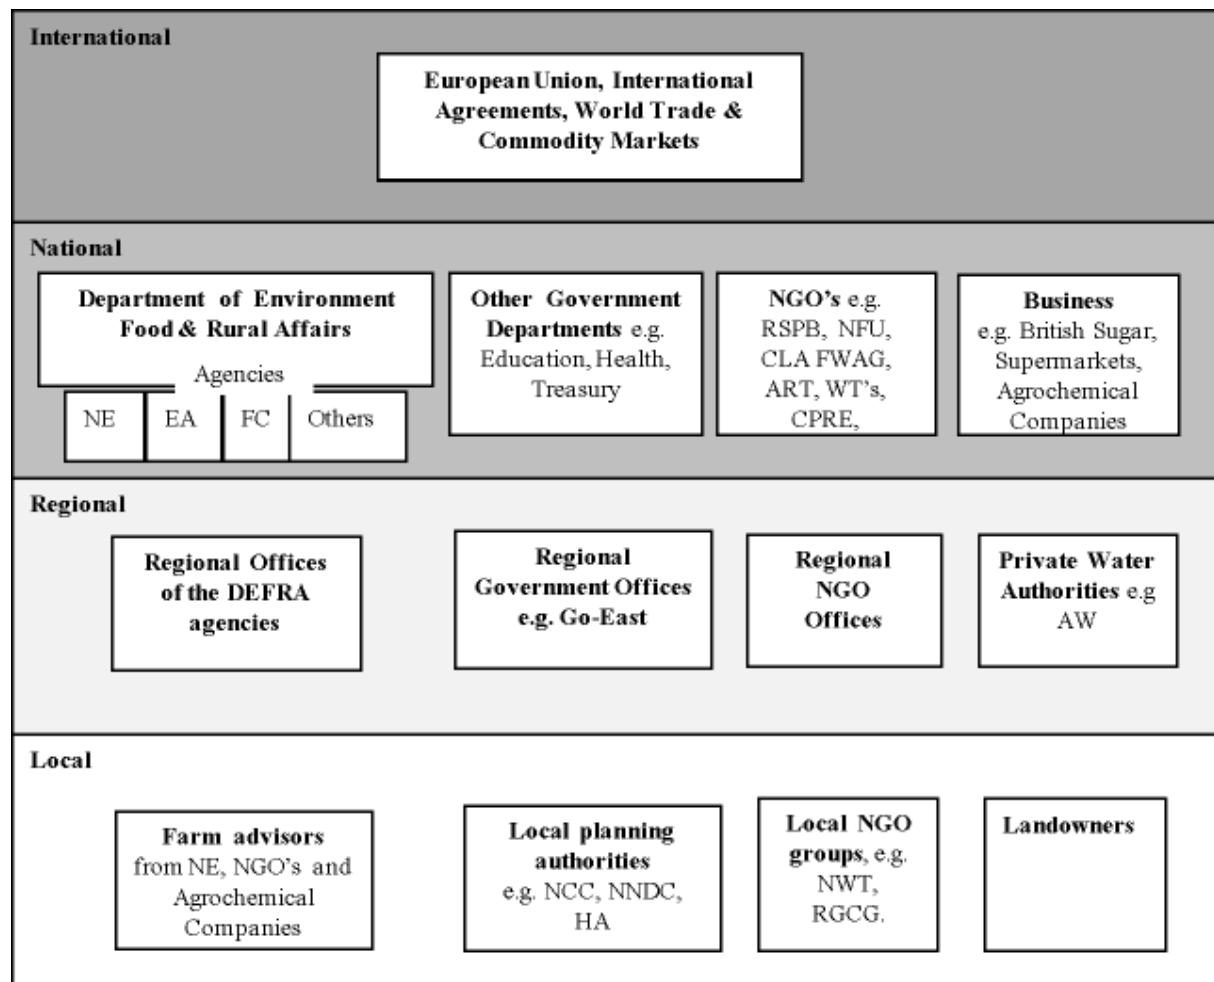 International
European Union, International
Agreements, World Trade &
Commodity Markets
National
Department of Environment
Food & Rural Affairs
Agencies
NE
EA
FC
Others
Other Government
Departments e.g.
Education, Health,
Treasury
NGO's e.g.
RSPB, NFU,
CLA FWAG,
ART, WT's,
CPRE,
Business
e.g. British Sugar,
Supermarkets,
Agrochemical
Companies
Regional
Regional Offices
of the DEFRA
agencies
Regional
Government Offices
e.g. Go-East
Regional
NGO
Offices
Private Water
Authorities e.g
AW
Local
Farm advisors
from NE, NGO's and
Agrochemical
Companies
Local planning
authorities
e.g. NCC, NNDC,
HA
Local NGO
groups, e.g.
NWT,
RGCG.
Landowners